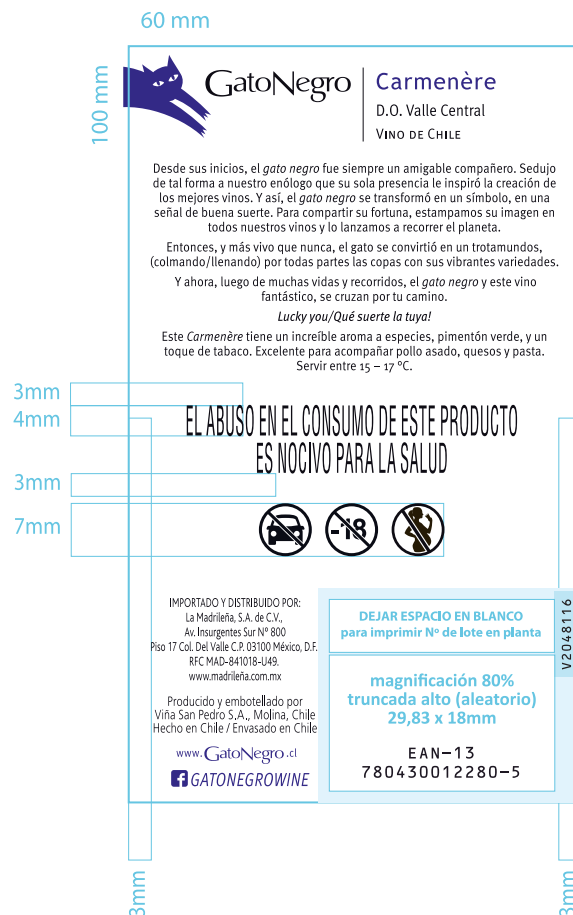 60 mm
100 mm
GatoNegro
Carmenère
D.O. Valle Central
VINO DE CHILE
Desde sus inicios, el gato negro fue siempre un amigable compañero. Sedujo
de tal forma a nuestro enólogo que su sola presencia le inspiró la creación de
los mejores vinos. Y así, el gato negro se transformó en un símbolo, en una
señal de buena suerte. Para compartir su fortuna, estampamos su imagen en
todos nuestros vinos y lo lanzamos a recorrer el planeta.
Entonces, y más vivo que nunca, el gato se convirtió en un trotamundos,
(colmando/llenando) por todas partes las copas con sus vibrantes variedades.
Y ahora, luego de muchas vidas y recorridos, el gato negro y este vino
fantástico, se cruzan por tu camino.
Lucky you/Qué suerte la tuya!
Este Carmenère tiene un increíble aroma a especies, pimentón verde, y un
toque de tabaco. Excelente para acompañar pollo asado, quesos y pasta.
Servir entre 15 – 17 °C.
3mm
4mm
EL ABUSO EN EL CONSUMO DE ESTE PRODUCTO
ES NOCIVO PARA LA SALUD
3mm
7mm
-18
IMPORTADO Y DISTRIBUIDO POR:
La Madrileña, S.A. de C.V.,
Av. Insurgentes Sur Nº 800
Piso 17 Col. Del Valle C.P. 03100 México, D.F.
RFC MAD-841018-U49.
www.madrileña.com.mx
Producido y embotellado por
Viña San Pedro S.A., Molina, Chile
Hecho en Chile / Envasado en Chile
www.GatoNegro.cl
f GATONEGROWINE
DEJAR ESPACIO EN BLANCO
para imprimir Nº de lote en planta
V2048116
magnificación 80%
truncada alto (aleatorio)
29,83 x 18mm
EAN-13
780430012280-5
3mm
3mm